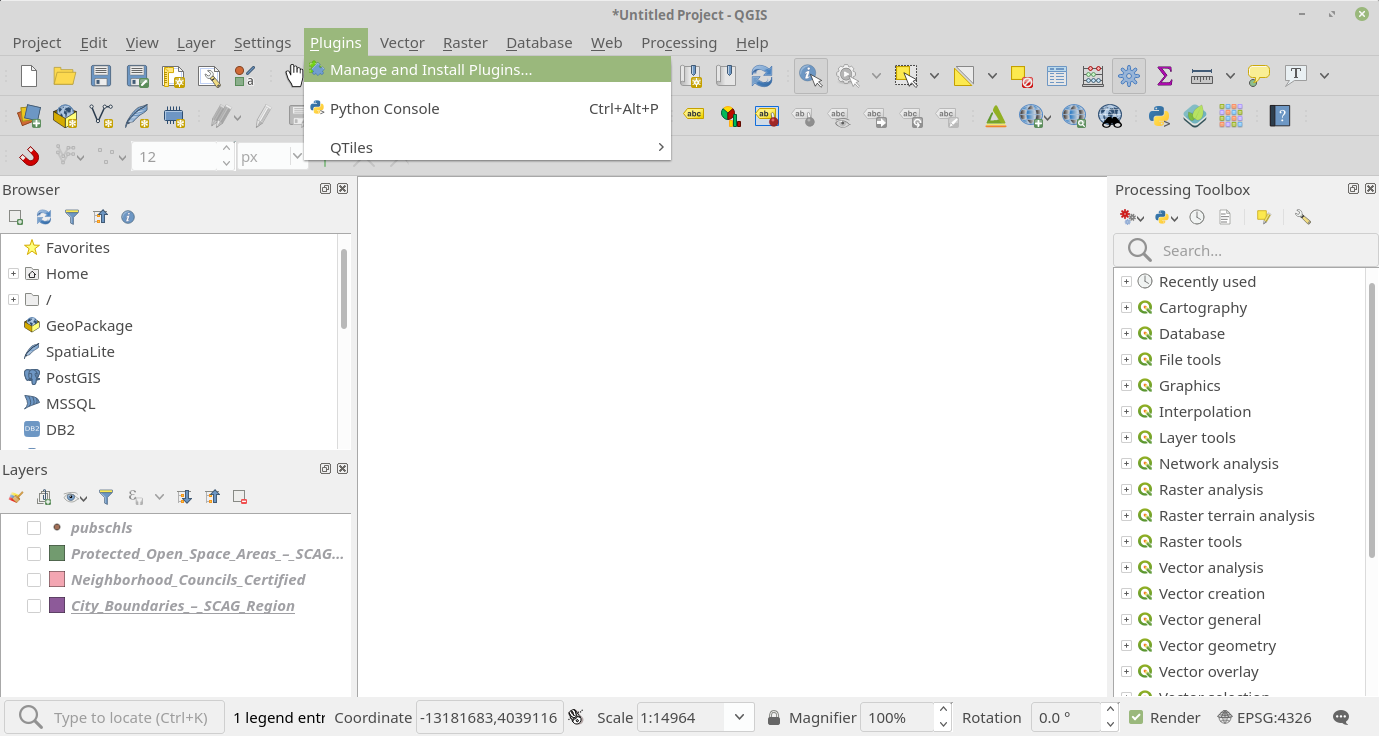 *Untitled Project - QGIS
Project Edit View Layer Settings Plugins Vector Raster Database Web Processing Help
Manage and Install Plugins...
Python Console Ctrl+Alt+P
QTiles
12 px
Browser
Favorites
Home
/
GeoPackage
SpatiaLite
PostGIS
MSSQL
DB2
Layers
pubschls
Protected_Open_Space_Areas_–_SCAG...
Neighborhood_Councils_Certified
City_Boundaries_–_SCAG_Region
Processing Toolbox
Search...
Recently used
Cartography
Database
File tools
Graphics
Interpolation
Layer tools
Network analysis
Raster analysis
Raster terrain analysis
Raster tools
Vector analysis
Vector creation
Vector general
Vector geometry
Vector overlay
Vector selection
Type to locate (Ctrl+K) 1 legend entr Coordinate -13181683,4039116 Scale 1:14964 Magnifier 100% Rotation 0.0 ° Render EPSG:4326